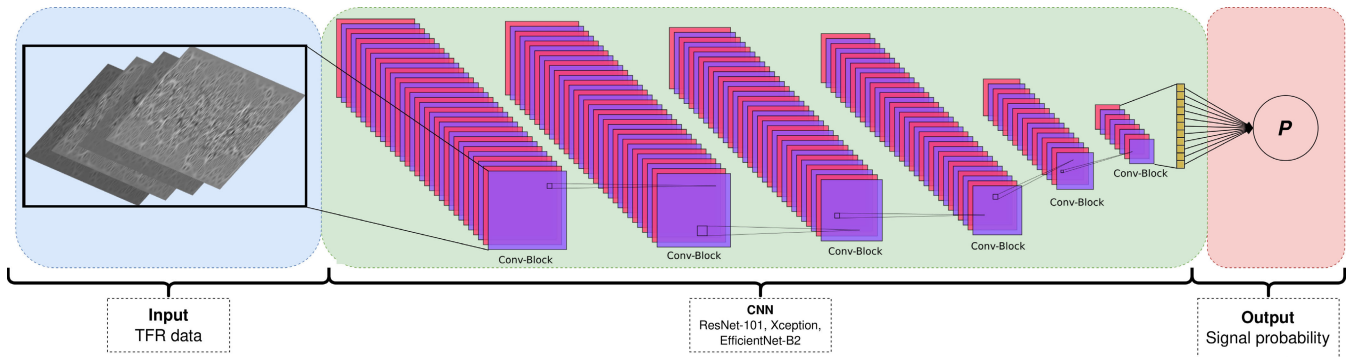 Conv-Block
Conv-Block
Conv-Block
Conv-Block
Conv-Block
Conv-Block
P
Input
TFR data
CNN
ResNet-101, Xception,
EfficientNet-B2
Output
Signal probability